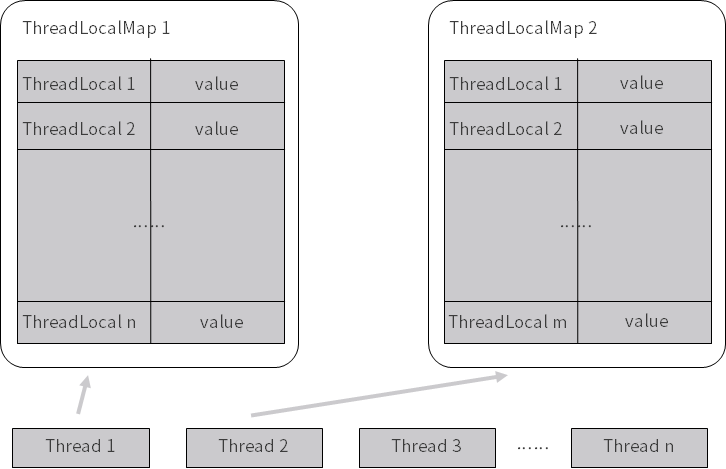 ThreadLocalMap 1
ThreadLocal 1 value
ThreadLocal 2 value
......
ThreadLocal n value
ThreadLocalMap 2
ThreadLocal 1 value
ThreadLocal 2 value
......
ThreadLocal m value
Thread 1 Thread 2 Thread 3 ...... Thread n